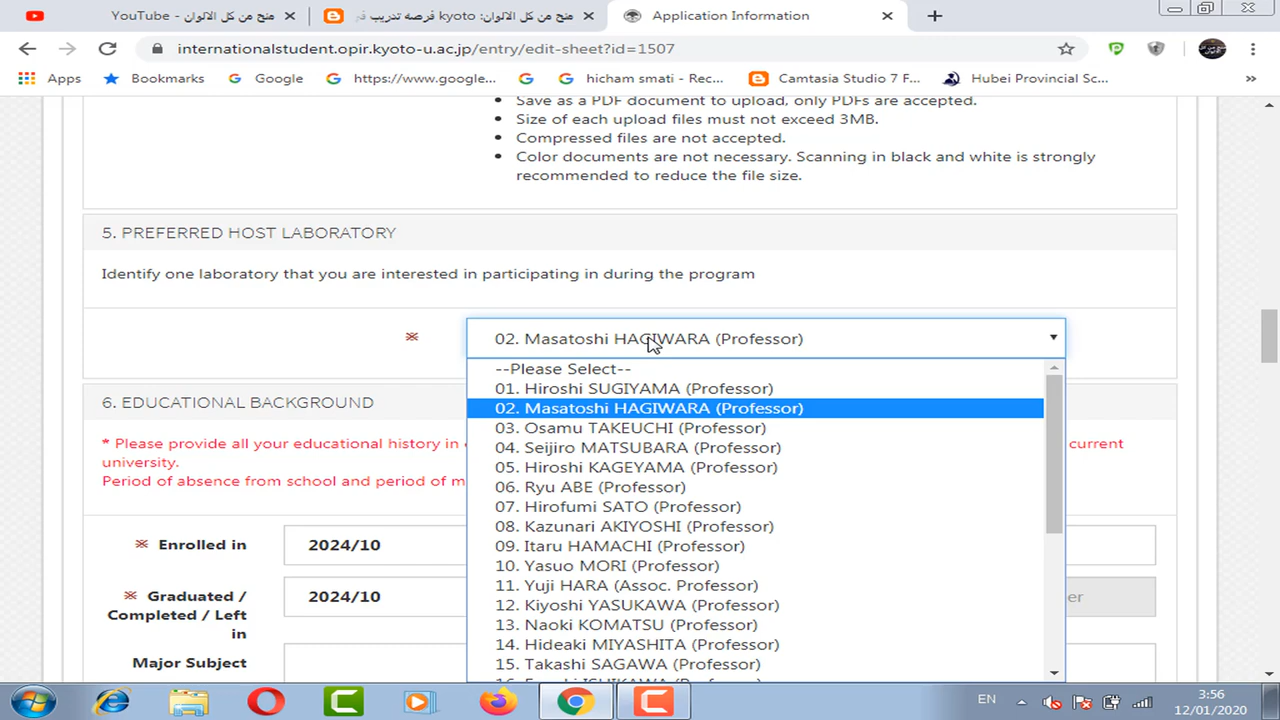 منح من كل الالوان - YouTube
منح من كل الالوان: kyoto فرصه تدريب في
Application Information
internationalstudent.opir.kyoto-u.ac.jp/entry/edit-sheet?id=1507
Apps
Bookmarks
Google
https://www.google...
hicham smati - Rec...
Camtasia Studio 7 F...
Hubei Provincial Sc...
»
• Save as a PDF document to upload, only PDFs are accepted.
• Size of each upload files must not exceed 3MB.
• Compressed files are not accepted.
• Color documents are not necessary. Scanning in black and white is strongly
recommended to reduce the file size.
5. PREFERRED HOST LABORATORY
Identify one laboratory that you are interested in participating in during the program
※
02. Masatoshi HAGIWARA (Professor)
--Please Select--
01. Hiroshi SUGIYAMA (Professor)
02. Masatoshi HAGIWARA (Professor)
03. Osamu TAKEUCHI (Professor)
04. Seijiro MATSUBARA (Professor)
05. Hiroshi KAGEYAMA (Professor)
06. Ryu ABE (Professor)
07. Hirofumi SATO (Professor)
08. Kazunari AKIYOSHI (Professor)
09. Itaru HAMACHI (Professor)
10. Yasuo MORI (Professor)
11. Yuji HARA (Assoc. Professor)
12. Kiyoshi YASUKAWA (Professor)
13. Naoki KOMATSU (Professor)
14. Hideaki MIYASHITA (Professor)
15. Takashi SAGAWA (Professor)
6. EDUCATIONAL BACKGROUND
* Please provide all your educational history in current
university.
Period of absence from school and period of
※ Enrolled in 2024/10
※ Graduated / 2024/10
Completed / Left
in
Major Subject
EN
3:56
12/01/2020